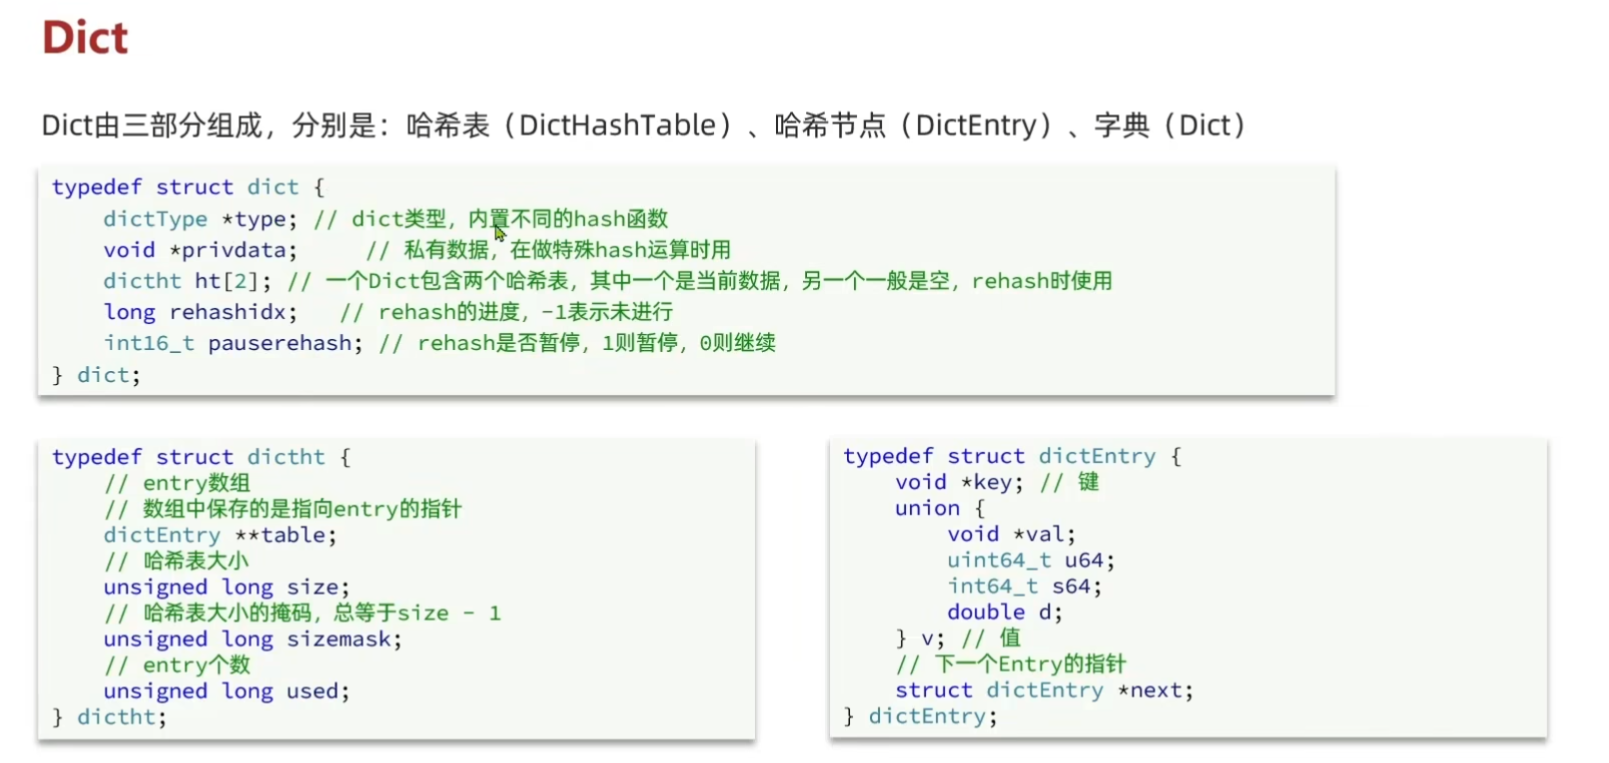 Dict
Dict由三部分组成，分别是：哈希表（DictHashTable）、哈希节点（DictEntry）、字典（Dict）
typedef struct dict {
    dictType *type; // dict类型，内置不同的hash函数
    void *privdata;     // 私有数据，在做特殊hash运算时用
    dictht ht[2]; // 一个Dict包含两个哈希表，其中一个是当前数据，另一个一般是空，rehash时使用
    long rehashidx;   // rehash的进度，-1表示未进行
    int16_t pauserehash; // rehash是否暂停，1则暂停，0则继续
} dict;
typedef struct dictht {
    // entry数组
    // 数组中保存的是指向entry的指针
    dictEntry **table;
    // 哈希表大小
    unsigned long size;
    // 哈希表大小的掩码，总等于size - 1
    unsigned long sizemask;
    // entry个数
    unsigned long used;
} dictht;
typedef struct dictEntry {
    void *key; // 键
    union {
        void *val;
        uint64_t u64;
        int64_t s64;
        double d;
    } v; // 值
    // 下一个Entry的指针
    struct dictEntry *next;
} dictEntry;